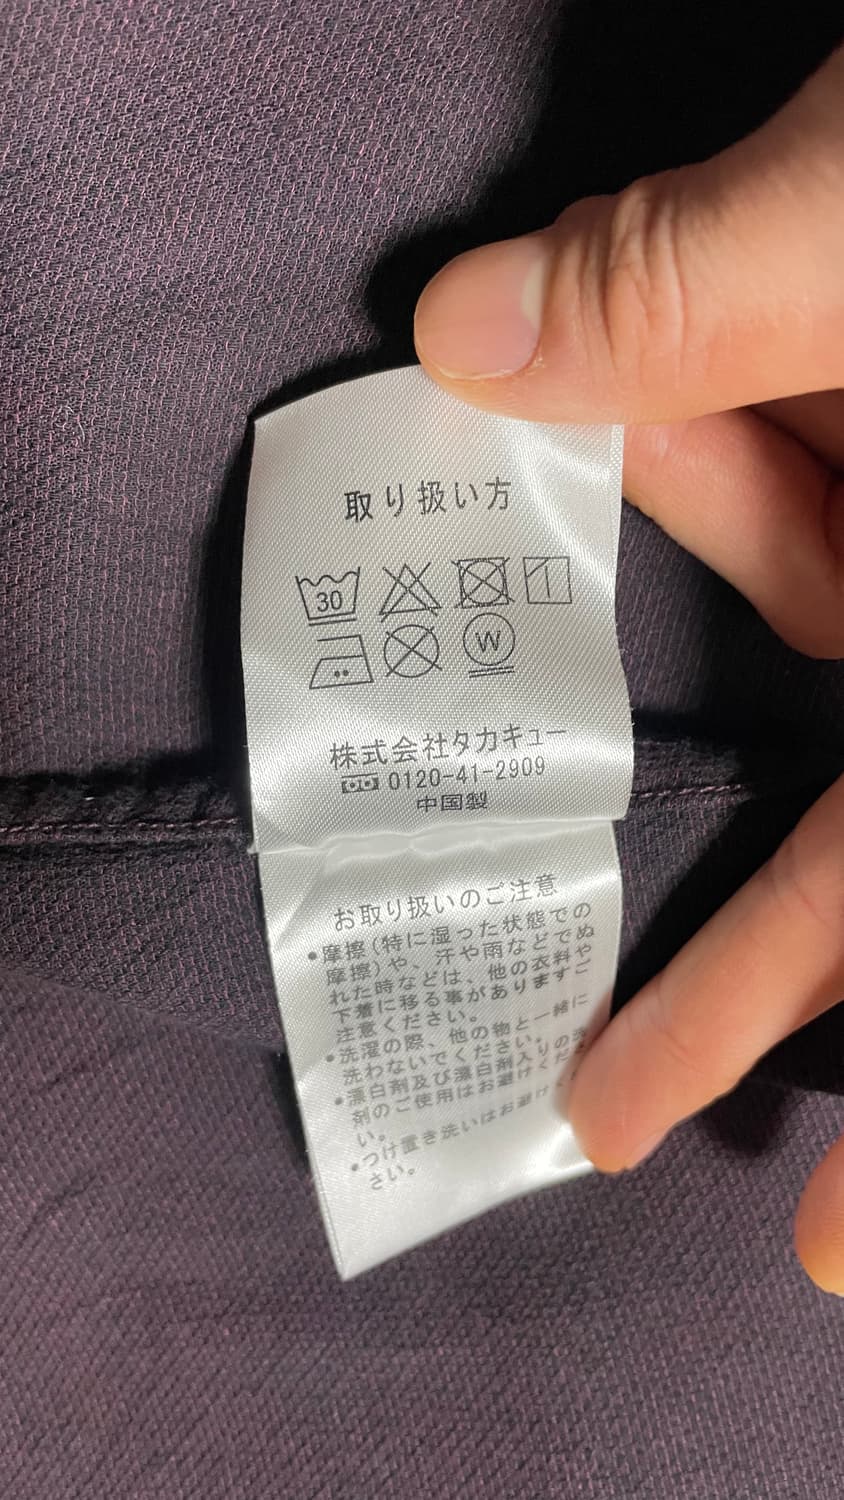 取り扱い方
30
W
株式会社タカキュー
0120-41-2909
中国製
お取り扱いのご注意
•摩擦(特に湿った状態での
摩擦)や、汗や雨などでぬ
れた時などは、他の衣料や
下着に移る事がありますご
注意ください。
•洗濯の際、他の物と一緒に
洗わないでください。
•漂白剤及び漂白剤入りの洗
剤のご使用はお避けくださ
い。
•つけ置き洗いはお避けくだ
さい。